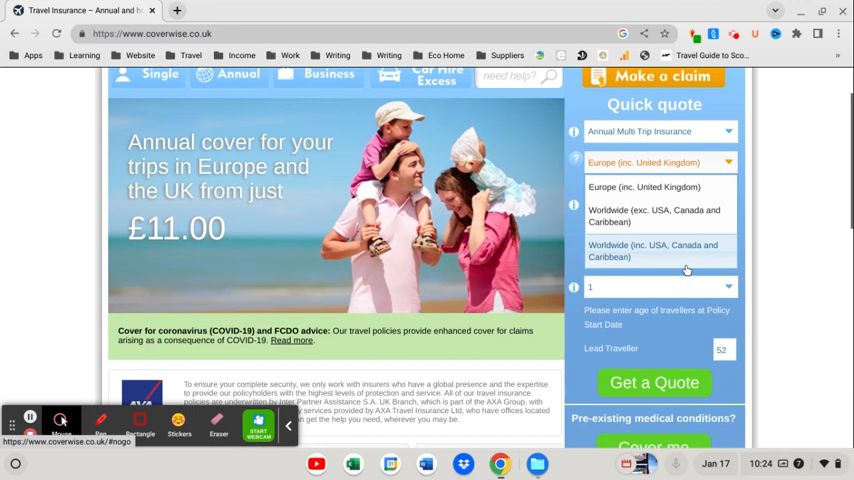 Travel Insurance – Annual and h
https://www.coverwise.co.uk
Apps
Learning
Website
Travel
Income
Work
Writing
Writing
Eco Home
Suppliers
Travel Guide to Sco...
Single
Annual
Business
Car Hire
Excess
need help?
Make a claim
Quick quote
Annual Multi Trip Insurance
Europe (inc. United Kingdom)
Europe (inc. United Kingdom)
Worldwide (exc. USA, Canada and
Caribbean)
Worldwide (inc. USA, Canada and
Caribbean)
1
Please enter age of travellers at Policy
Start Date
Lead Traveller
52
Get a Quote
Pre-existing medical conditions?
Cover me
Annual cover for your
trips in Europe and
the UK from just
£11.00
Cover for coronavirus (COVID-19) and FCDO advice: Our travel policies provide enhanced cover for claims
arising as a consequence of COVID-19. Read more.
AXA
To ensure your complete security, we only work with insurers who have a global presence and the expertise
to provide our policyholders with the highest levels of protection and service. All of our travel insurance
policies are underwritten by Inter Partner Assistance S.A. UK Branch, which is part of the AXA Group, with
services provided by AXA Travel Insurance Ltd, who have offices located
get the help you need, wherever you may be.
Mouse
Pen
Rectangle
Stickers
Eraser
START
WEBCAM
https://www.coverwise.co.uk/#nogo
Jan 17
10:24
7